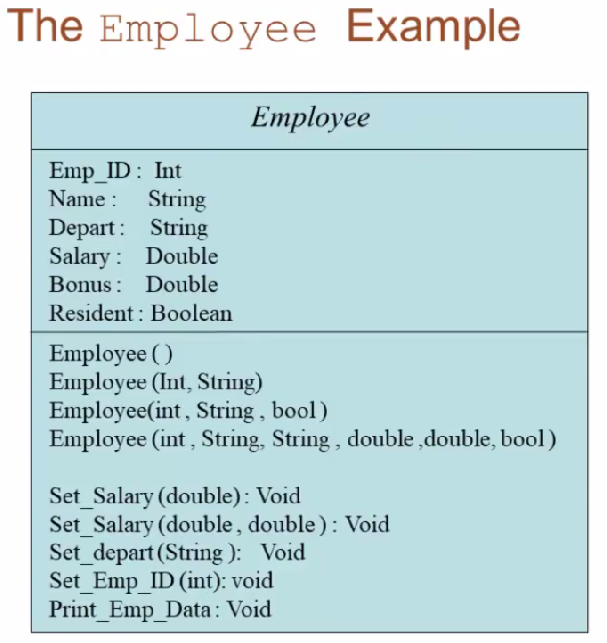 The Employee Example
Employee
Emp_ID : Int
Name : String
Depart : String
Salary : Double
Bonus : Double
Resident : Boolean
Employee ( )
Employee (Int, String)
Employee(int , String , bool )
Employee (int , String, String , double ,double, bool )
Set_Salary (double) : Void
Set_Salary (double , double ) : Void
Set_depart (String ): Void
Set_Emp_ID (int): void
Print_Emp_Data : Void